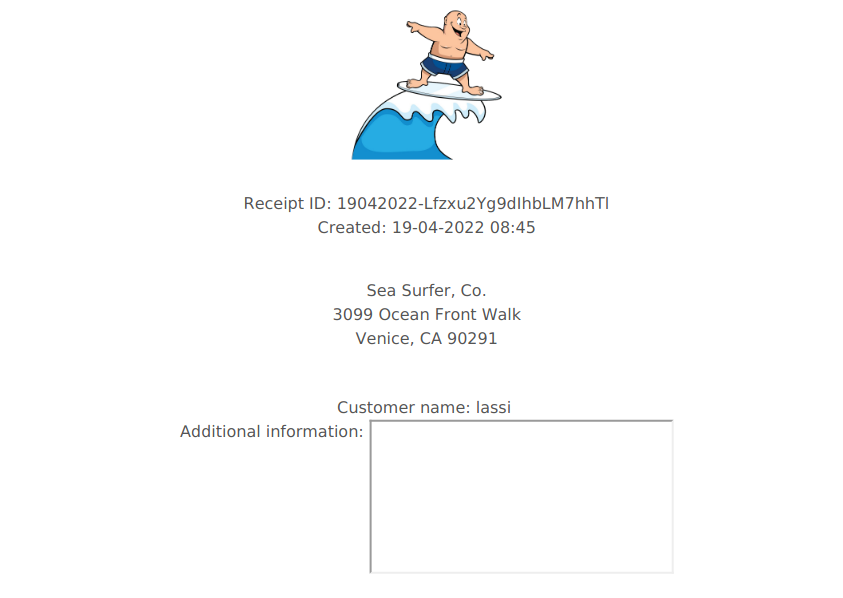 Receipt ID: 19042022-Lfzxu2Yg9dIhbLM7hhTl
Created: 19-04-2022 08:45
Sea Surfer, Co.
3099 Ocean Front Walk
Venice, CA 90291
Customer name: lassi
Additional information: